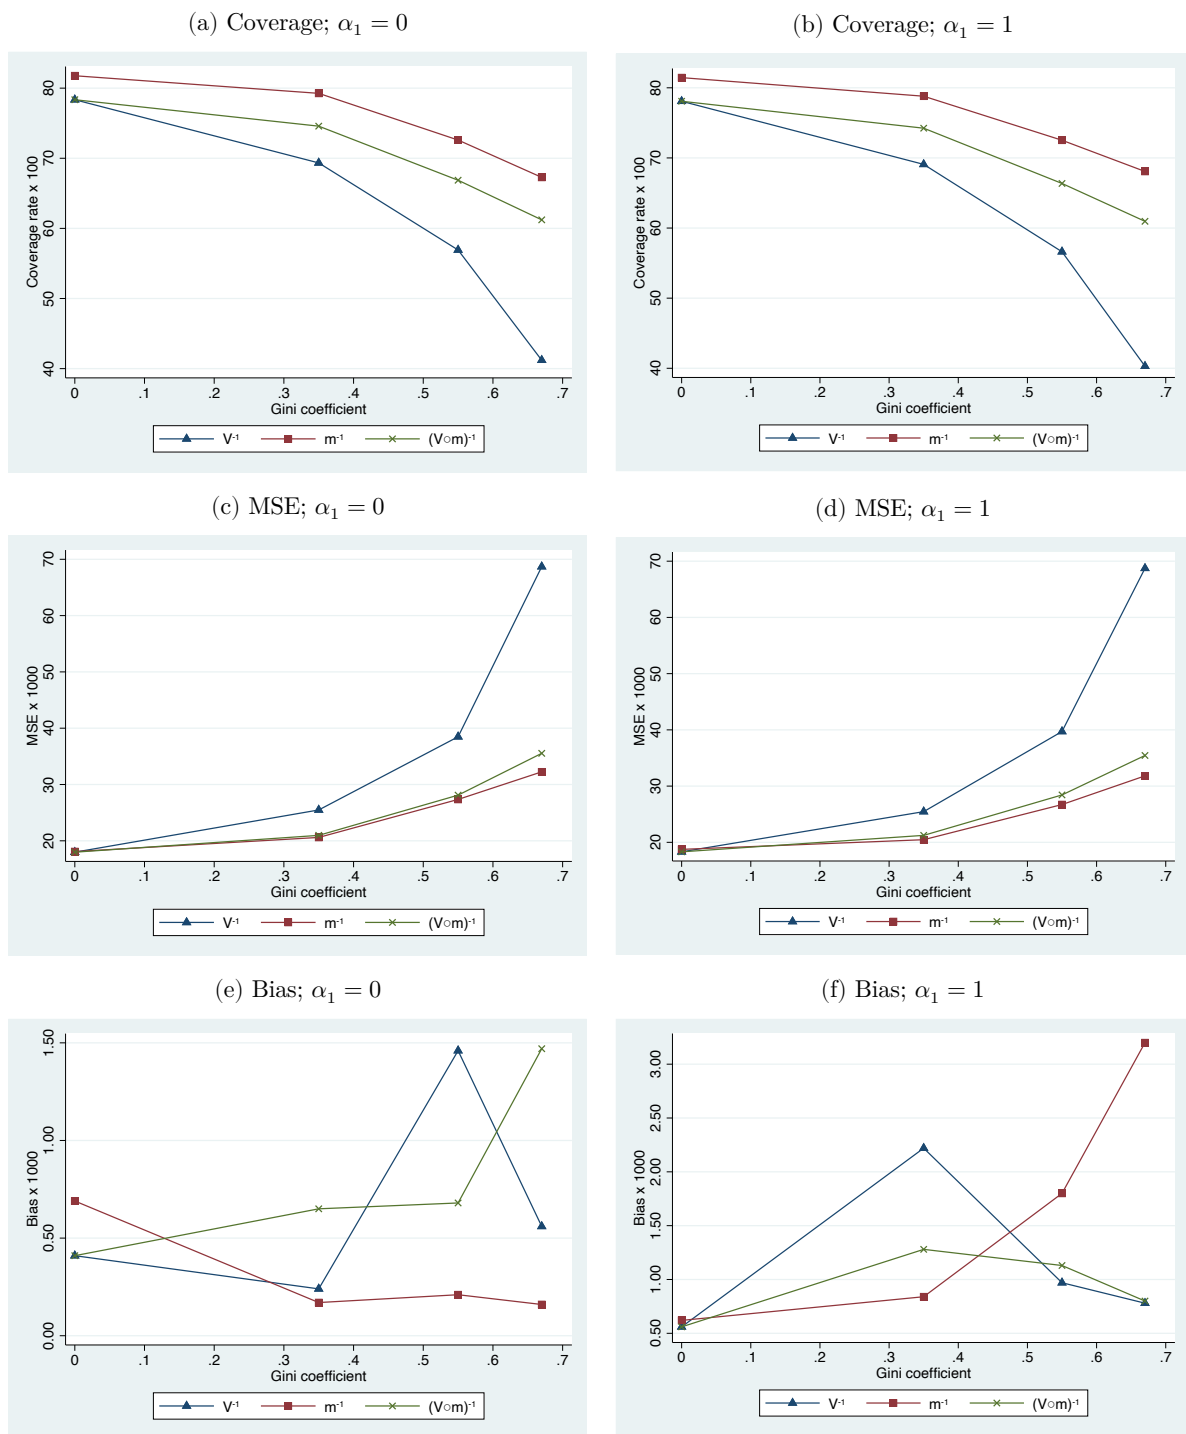 (a) Coverage; α₁ = 0
Coverage rate x 100
80
70
60
50
40
0 .1 .2 .3 .4 .5 .6 .7
Gini coefficient
V⁻¹ m⁻¹ (V○m)⁻¹
(b) Coverage; α₁ = 1
Coverage rate x 100
80
70
60
50
40
0 .1 .2 .3 .4 .5 .6 .7
Gini coefficient
V⁻¹ m⁻¹ (V○m)⁻¹
(c) MSE; α₁ = 0
MSE x 1000
70
60
50
40
30
20
0 .1 .2 .3 .4 .5 .6 .7
Gini coefficient
V⁻¹ m⁻¹ (V○m)⁻¹
(d) MSE; α₁ = 1
MSE x 1000
70
60
50
40
30
20
0 .1 .2 .3 .4 .5 .6 .7
Gini coefficient
V⁻¹ m⁻¹ (V○m)⁻¹
(e) Bias; α₁ = 0
Bias x 1000
1.50
1.00
0.50
0.00
0 .1 .2 .3 .4 .5 .6 .7
Gini coefficient
V⁻¹ m⁻¹ (V○m)⁻¹
(f) Bias; α₁ = 1
Bias x 1000
3.00
2.50
2.00
1.50
1.00
0.50
0 .1 .2 .3 .4 .5 .6 .7
Gini coefficient
V⁻¹ m⁻¹ (V○m)⁻¹